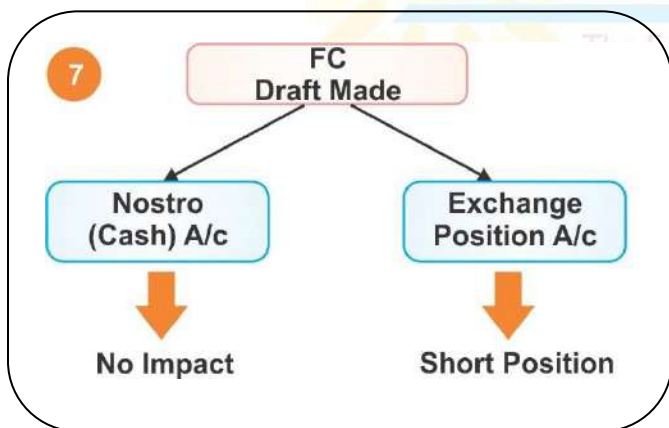 7
FC
Draft Made
Nostro
(Cash) A/c
Exchange
Position A/c
No Impact
Short Position